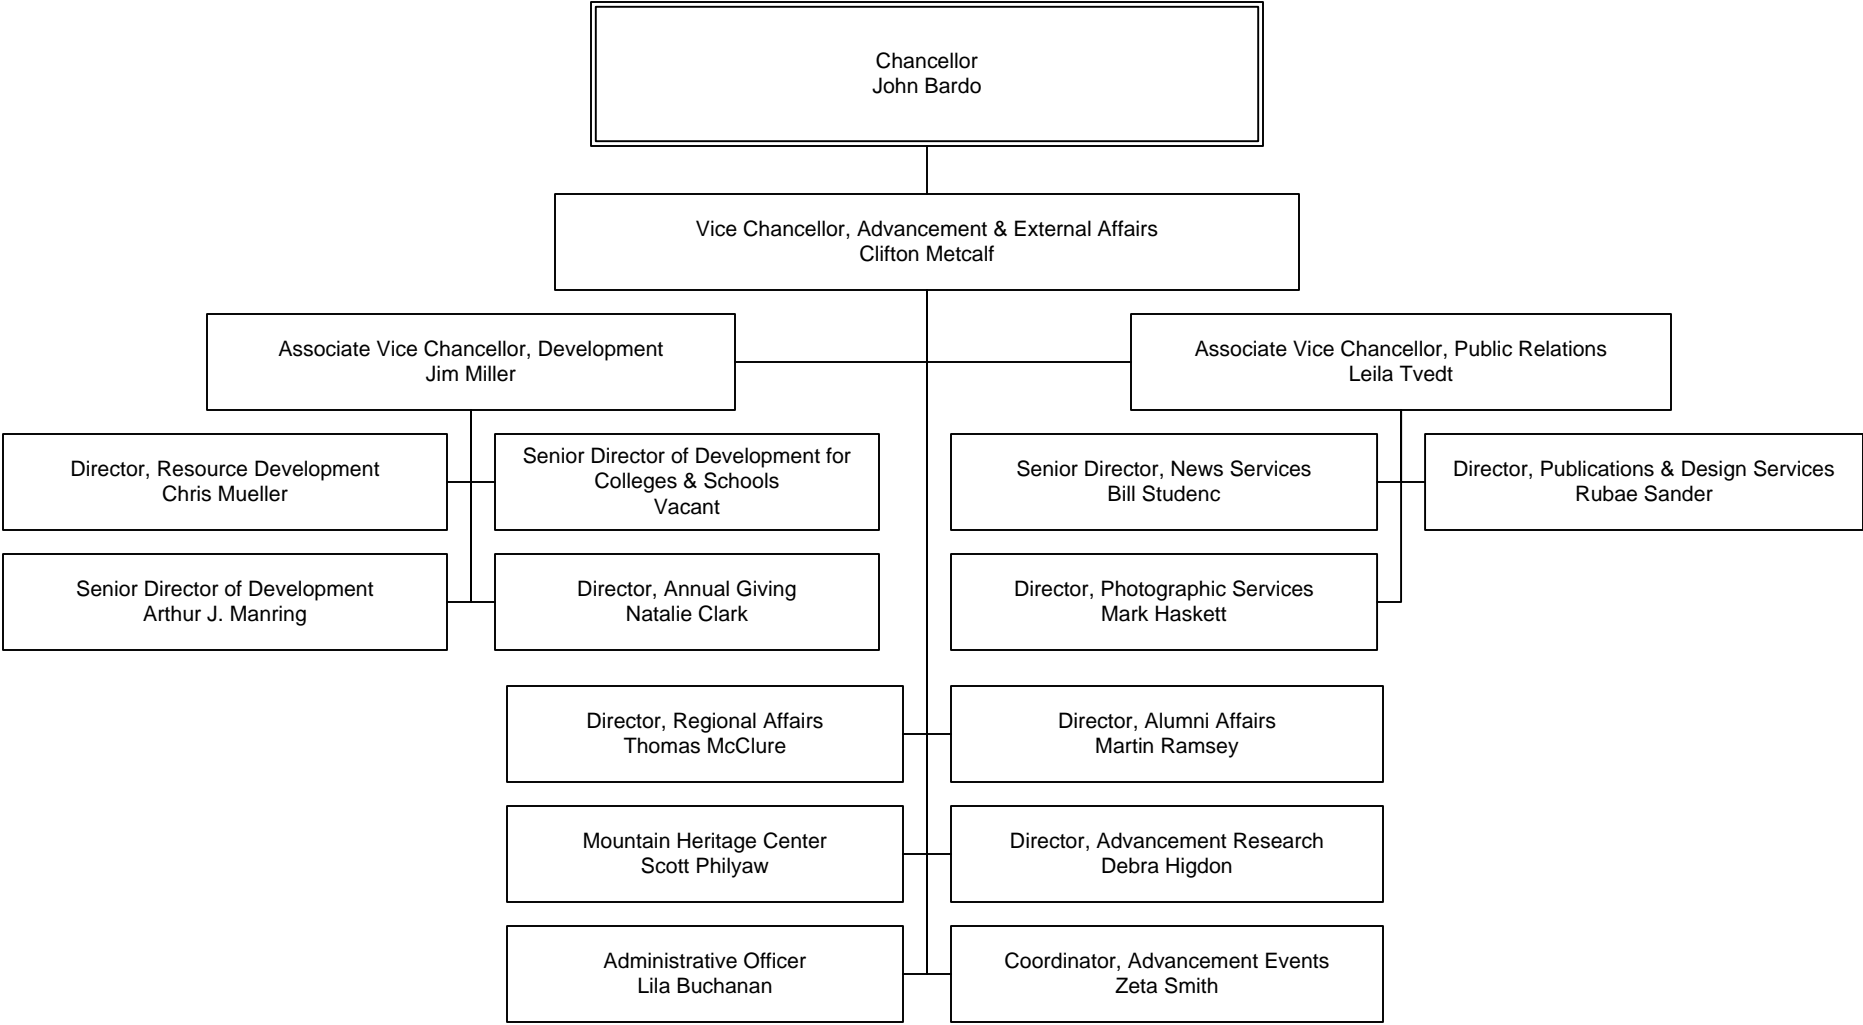 Chancellor
John Bardo
Vice Chancellor, Advancement & External Affairs
Clifton Metcalf
Associate Vice Chancellor, Development
Jim Miller
Associate Vice Chancellor, Public Relations
Leila Tvedt
Director, Resource Development
Chris Mueller
Senior Director of Development for
Colleges & Schools
Vacant
Senior Director, News Services
Bill Studenc
Director, Publications & Design Services
Rubae Sander
Senior Director of Development
Arthur J. Manring
Director, Annual Giving
Natalie Clark
Director, Photographic Services
Mark Haskett
Director, Regional Affairs
Thomas McClure
Director, Alumni Affairs
Martin Ramsey
Mountain Heritage Center
Scott Philyaw
Director, Advancement Research
Debra Higdon
Administrative Officer
Lila Buchanan
Coordinator, Advancement Events
Zeta Smith